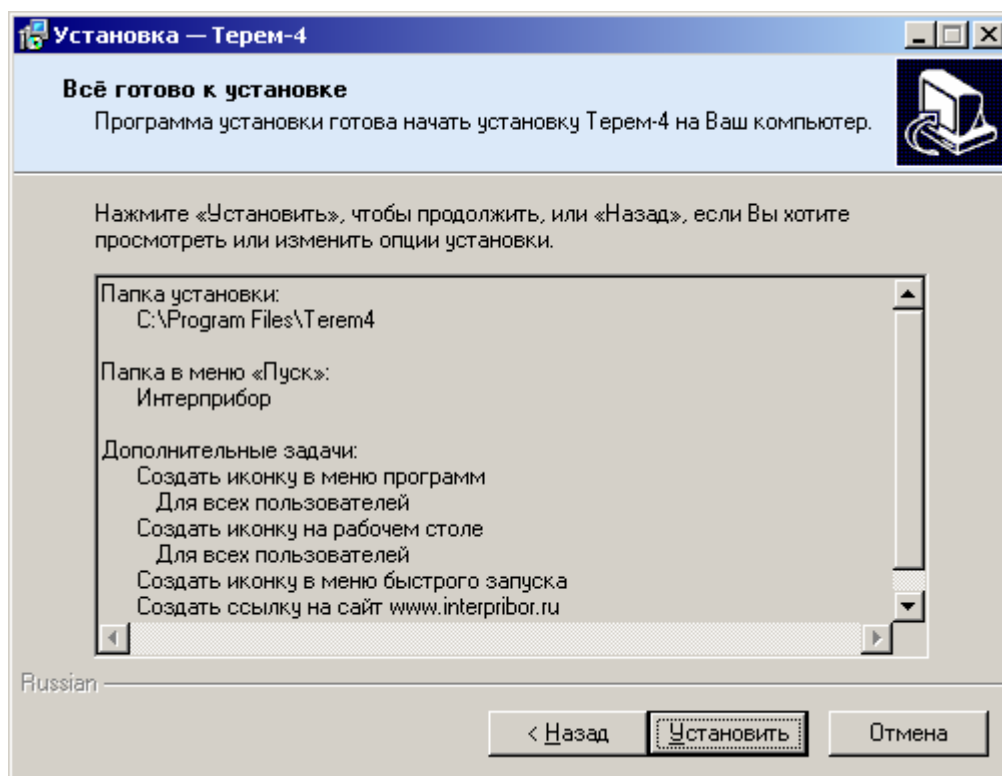 Установка — Терем-4
Всё готово к установке
Программа установки готова начать установку Терем-4 на Ваш компьютер.
Нажмите «Установить», чтобы продолжить, или «Назад», если Вы хотите
просмотреть или изменить опции установки.
Папка установки:
C:\Program Files\Terem4
Папка в меню «Пуск»:
Интерприбор
Дополнительные задачи:
Создать иконку в меню программ
Для всех пользователей
Создать иконку на рабочем столе
Для всех пользователей
Создать иконку в меню быстрого запуска
Создать ссылку на сайт www.interpribor.ru
Russian
< Назад Установить Отмена